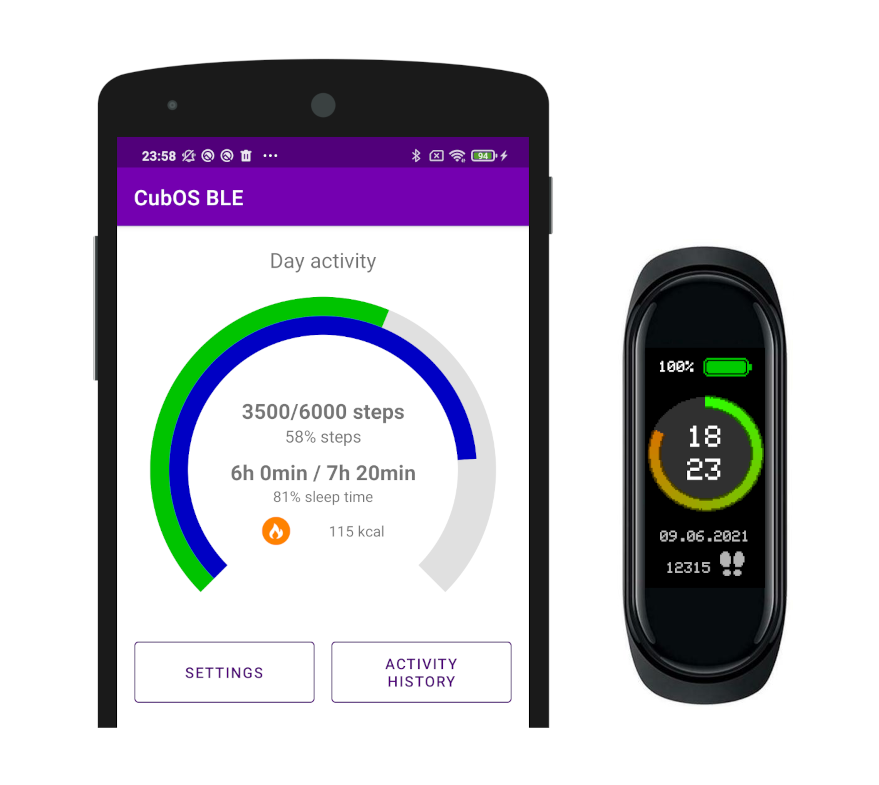 23:58
94
CubOS BLE
Day activity
3500/6000 steps
58% steps
6h 0min / 7h 20min
81% sleep time
115 kcal
SETTINGS
ACTIVITY
HISTORY
100%
18
23
09.06.2021
12315